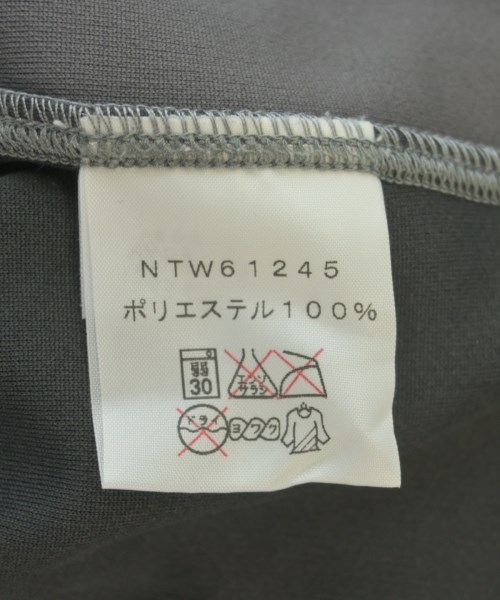 NTW61245
ポリエステル100%
弱
30
エンソ
サラシ
ドライ
ヨワク